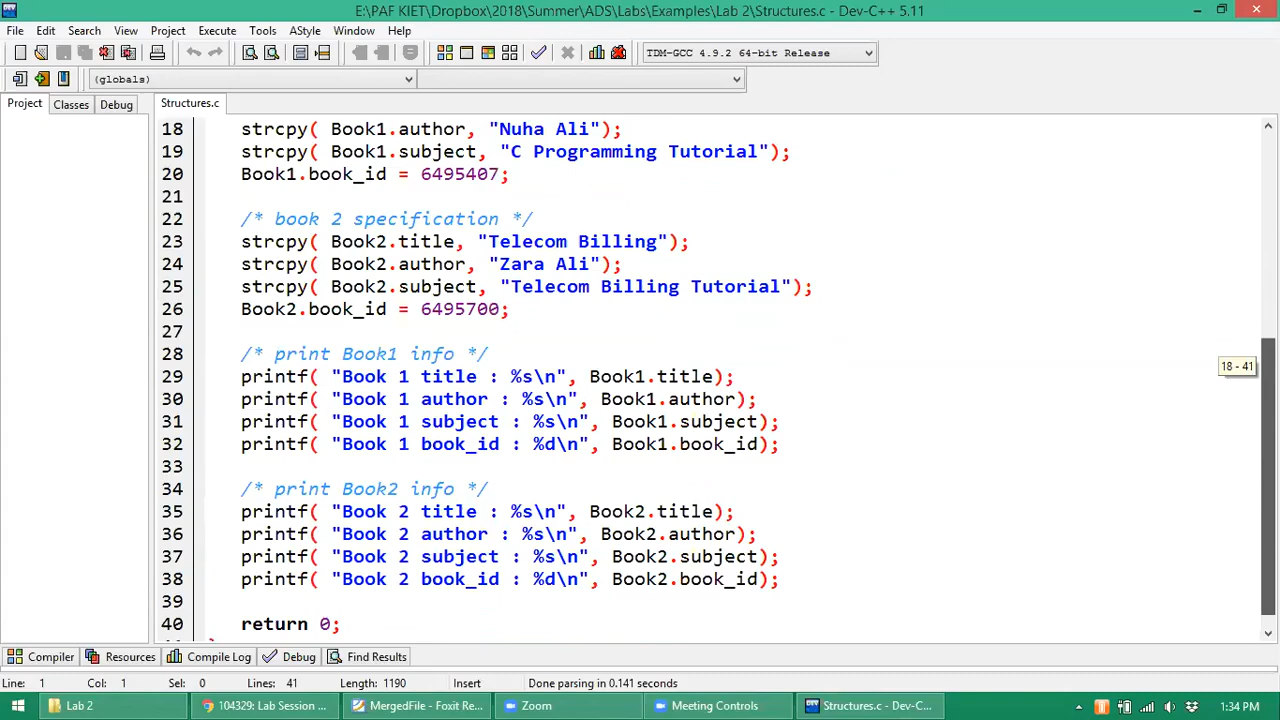 E:\PAF KIET\Dropbox\2018\Summer\ADS\Labs\Examples\Lab 2\Structures.c - Dev-C++ 5.11
File Edit Search View Project Execute Tools AStyle Window Help
TDM-GCC 4.9.2 64-bit Release
(globals)
Project Classes Debug Structures.c
18 strcpy( Book1.author, "Nuha Ali");
19 strcpy( Book1.subject, "C Programming Tutorial");
20 Book1.book_id = 6495407;
21
22 /* book 2 specification */
23 strcpy( Book2.title, "Telecom Billing");
24 strcpy( Book2.author, "Zara Ali");
25 strcpy( Book2.subject, "Telecom Billing Tutorial");
26 Book2.book_id = 6495700;
27
28 /* print Book1 info */
18 - 41
29 printf( "Book 1 title : %s\n", Book1.title);
30 printf( "Book 1 author : %s\n", Book1.author);
31 printf( "Book 1 subject : %s\n", Book1.subject);
32 printf( "Book 1 book_id : %d\n", Book1.book_id);
33
34 /* print Book2 info */
35 printf( "Book 2 title : %s\n", Book2.title);
36 printf( "Book 2 author : %s\n", Book2.author);
37 printf( "Book 2 subject : %s\n", Book2.subject);
38 printf( "Book 2 book_id : %d\n", Book2.book_id);
39
40 return 0;
Compiler Resources Compile Log Debug Find Results
Line: 1 Col: 1 Sel: 0 Lines: 41 Length: 1190 Insert Done parsing in 0.141 seconds
Lab 2 104329: Lab Session ... MergedFile - Foxit Re... Zoom Meeting Controls Structures.c - Dev-C... 1:34 PM